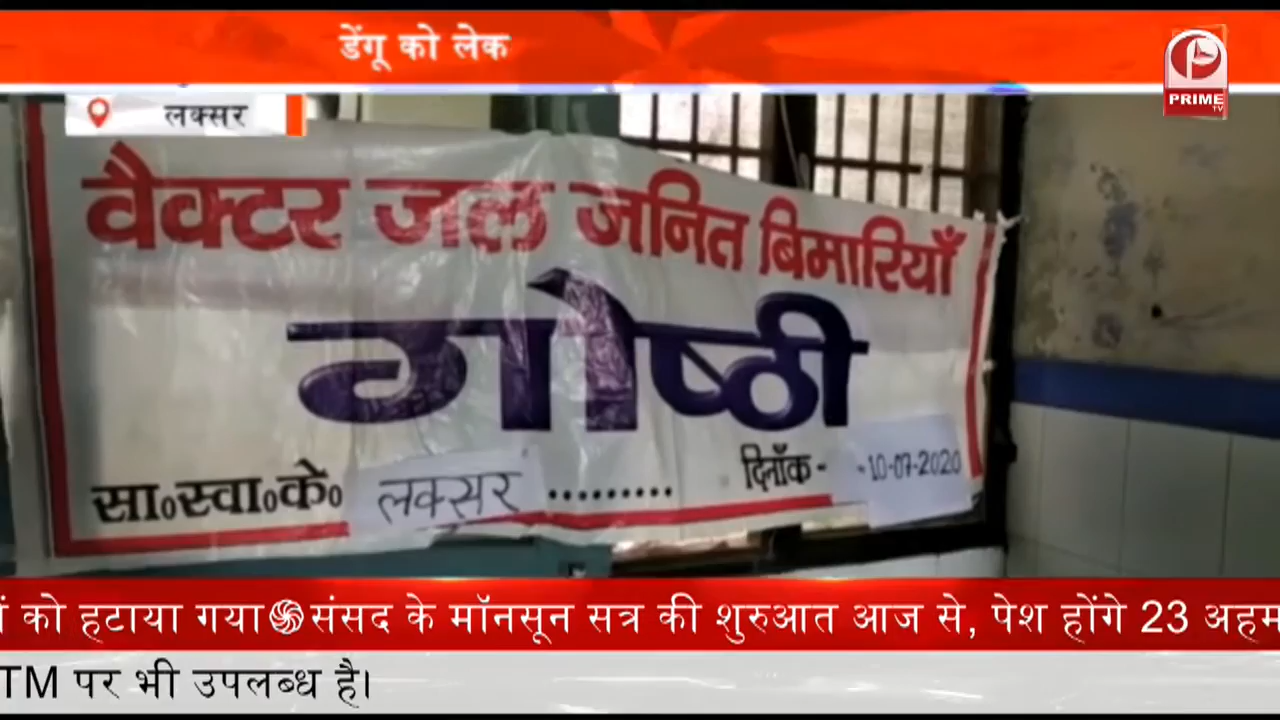 डेंगू को लेक
PRIME
TV
लक्सर
वैक्टर जल जनित बिमारियाँ
गोष्ठी
सा०स्वा०के० लक्सर .......... दिनाँक - -10-07-2020
को हटाया गया संसद के मॉनसून सत्र की शुरुआत आज से, पेश होंगे 23 अहम
TM पर भी उपलब्ध है।